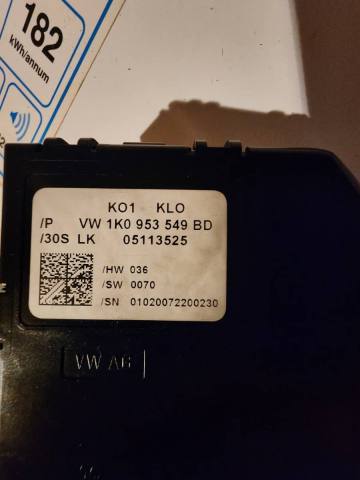 182
kWh/annum
KO1 KLO
/P VW 1K0 953 549 BD
/30S LK 05113525
/HW 036
/SW 0070
/SN 01020072200230
VW AG